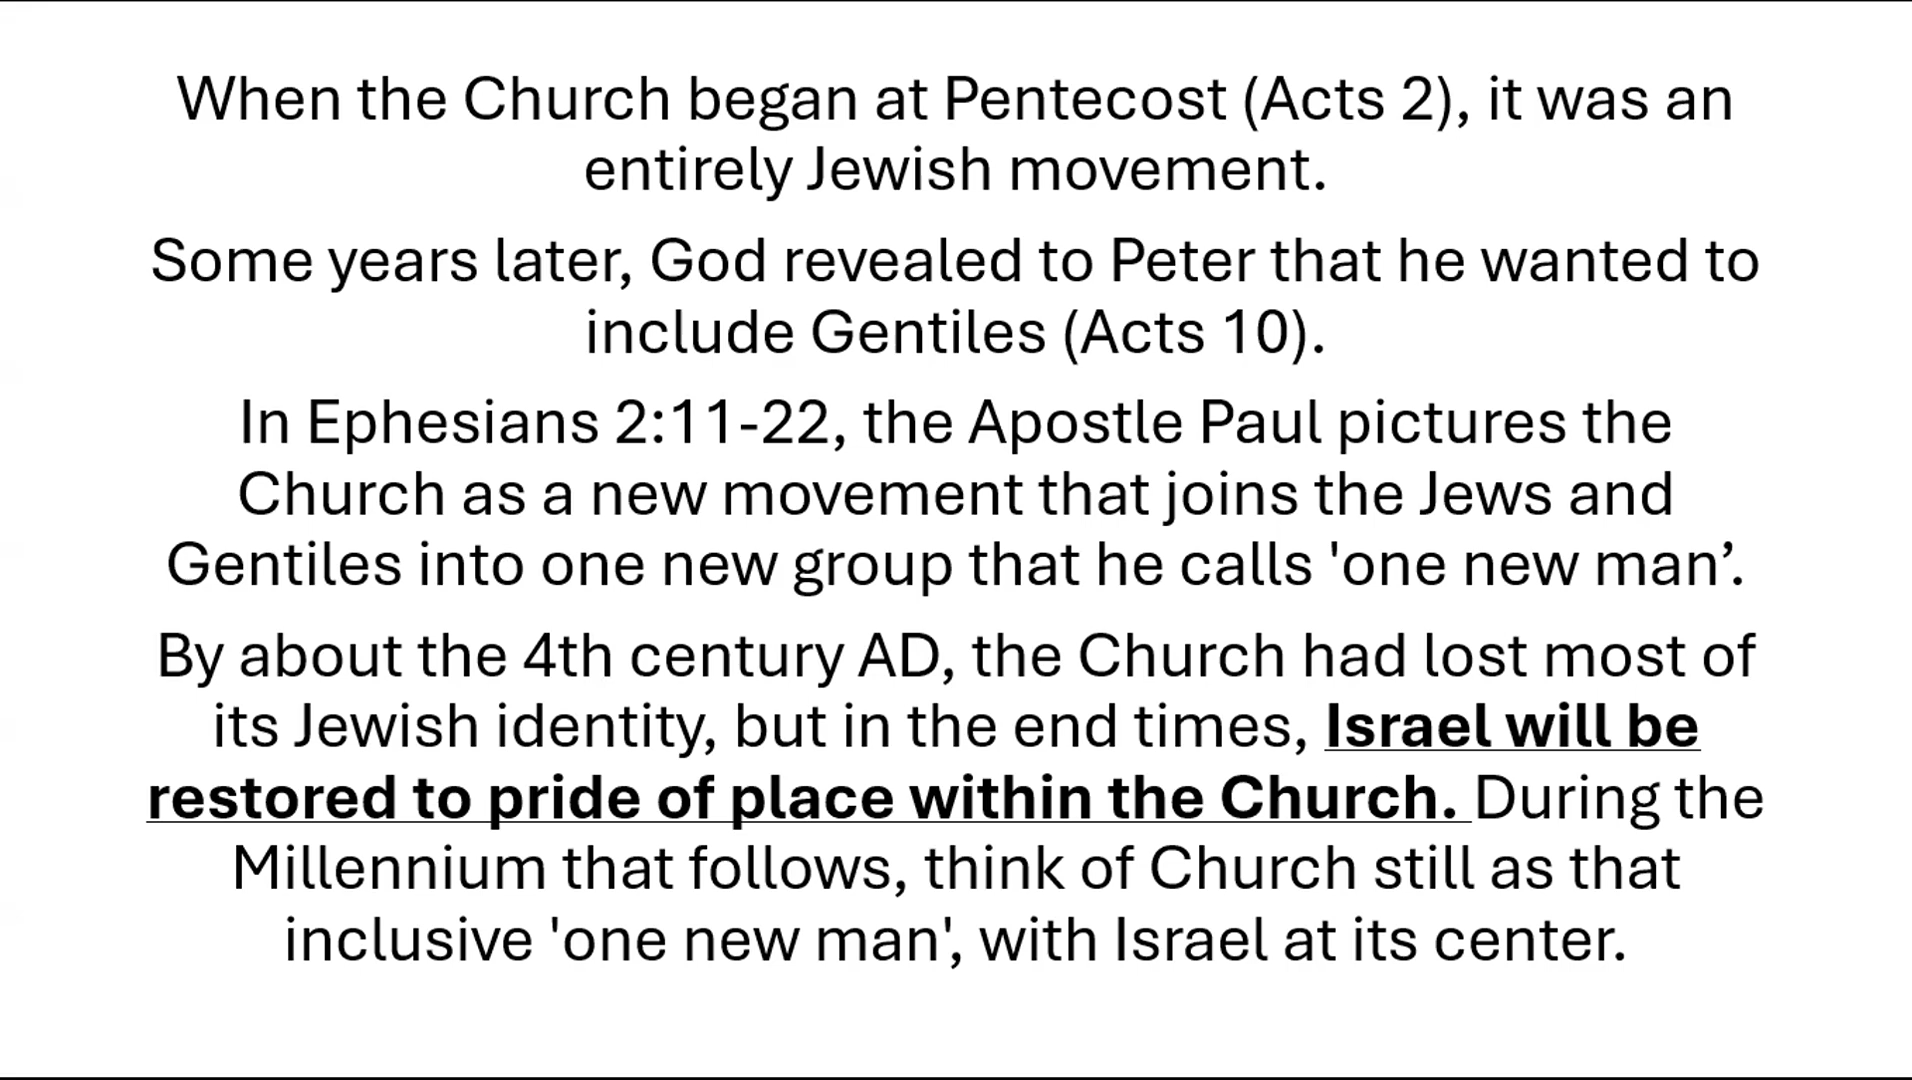 When the Church began at Pentecost (Acts 2), it was an
entirely Jewish movement.
Some years later, God revealed to Peter that he wanted to
include Gentiles (Acts 10).
In Ephesians 2:11-22, the Apostle Paul pictures the
Church as a new movement that joins the Jews and
Gentiles into one new group that he calls 'one new man’.
By about the 4th century AD, the Church had lost most of
its Jewish identity, but in the end times, Israel will be
restored to pride of place within the Church. During the
Millennium that follows, think of Church still as that
inclusive 'one new man', with Israel at its center.